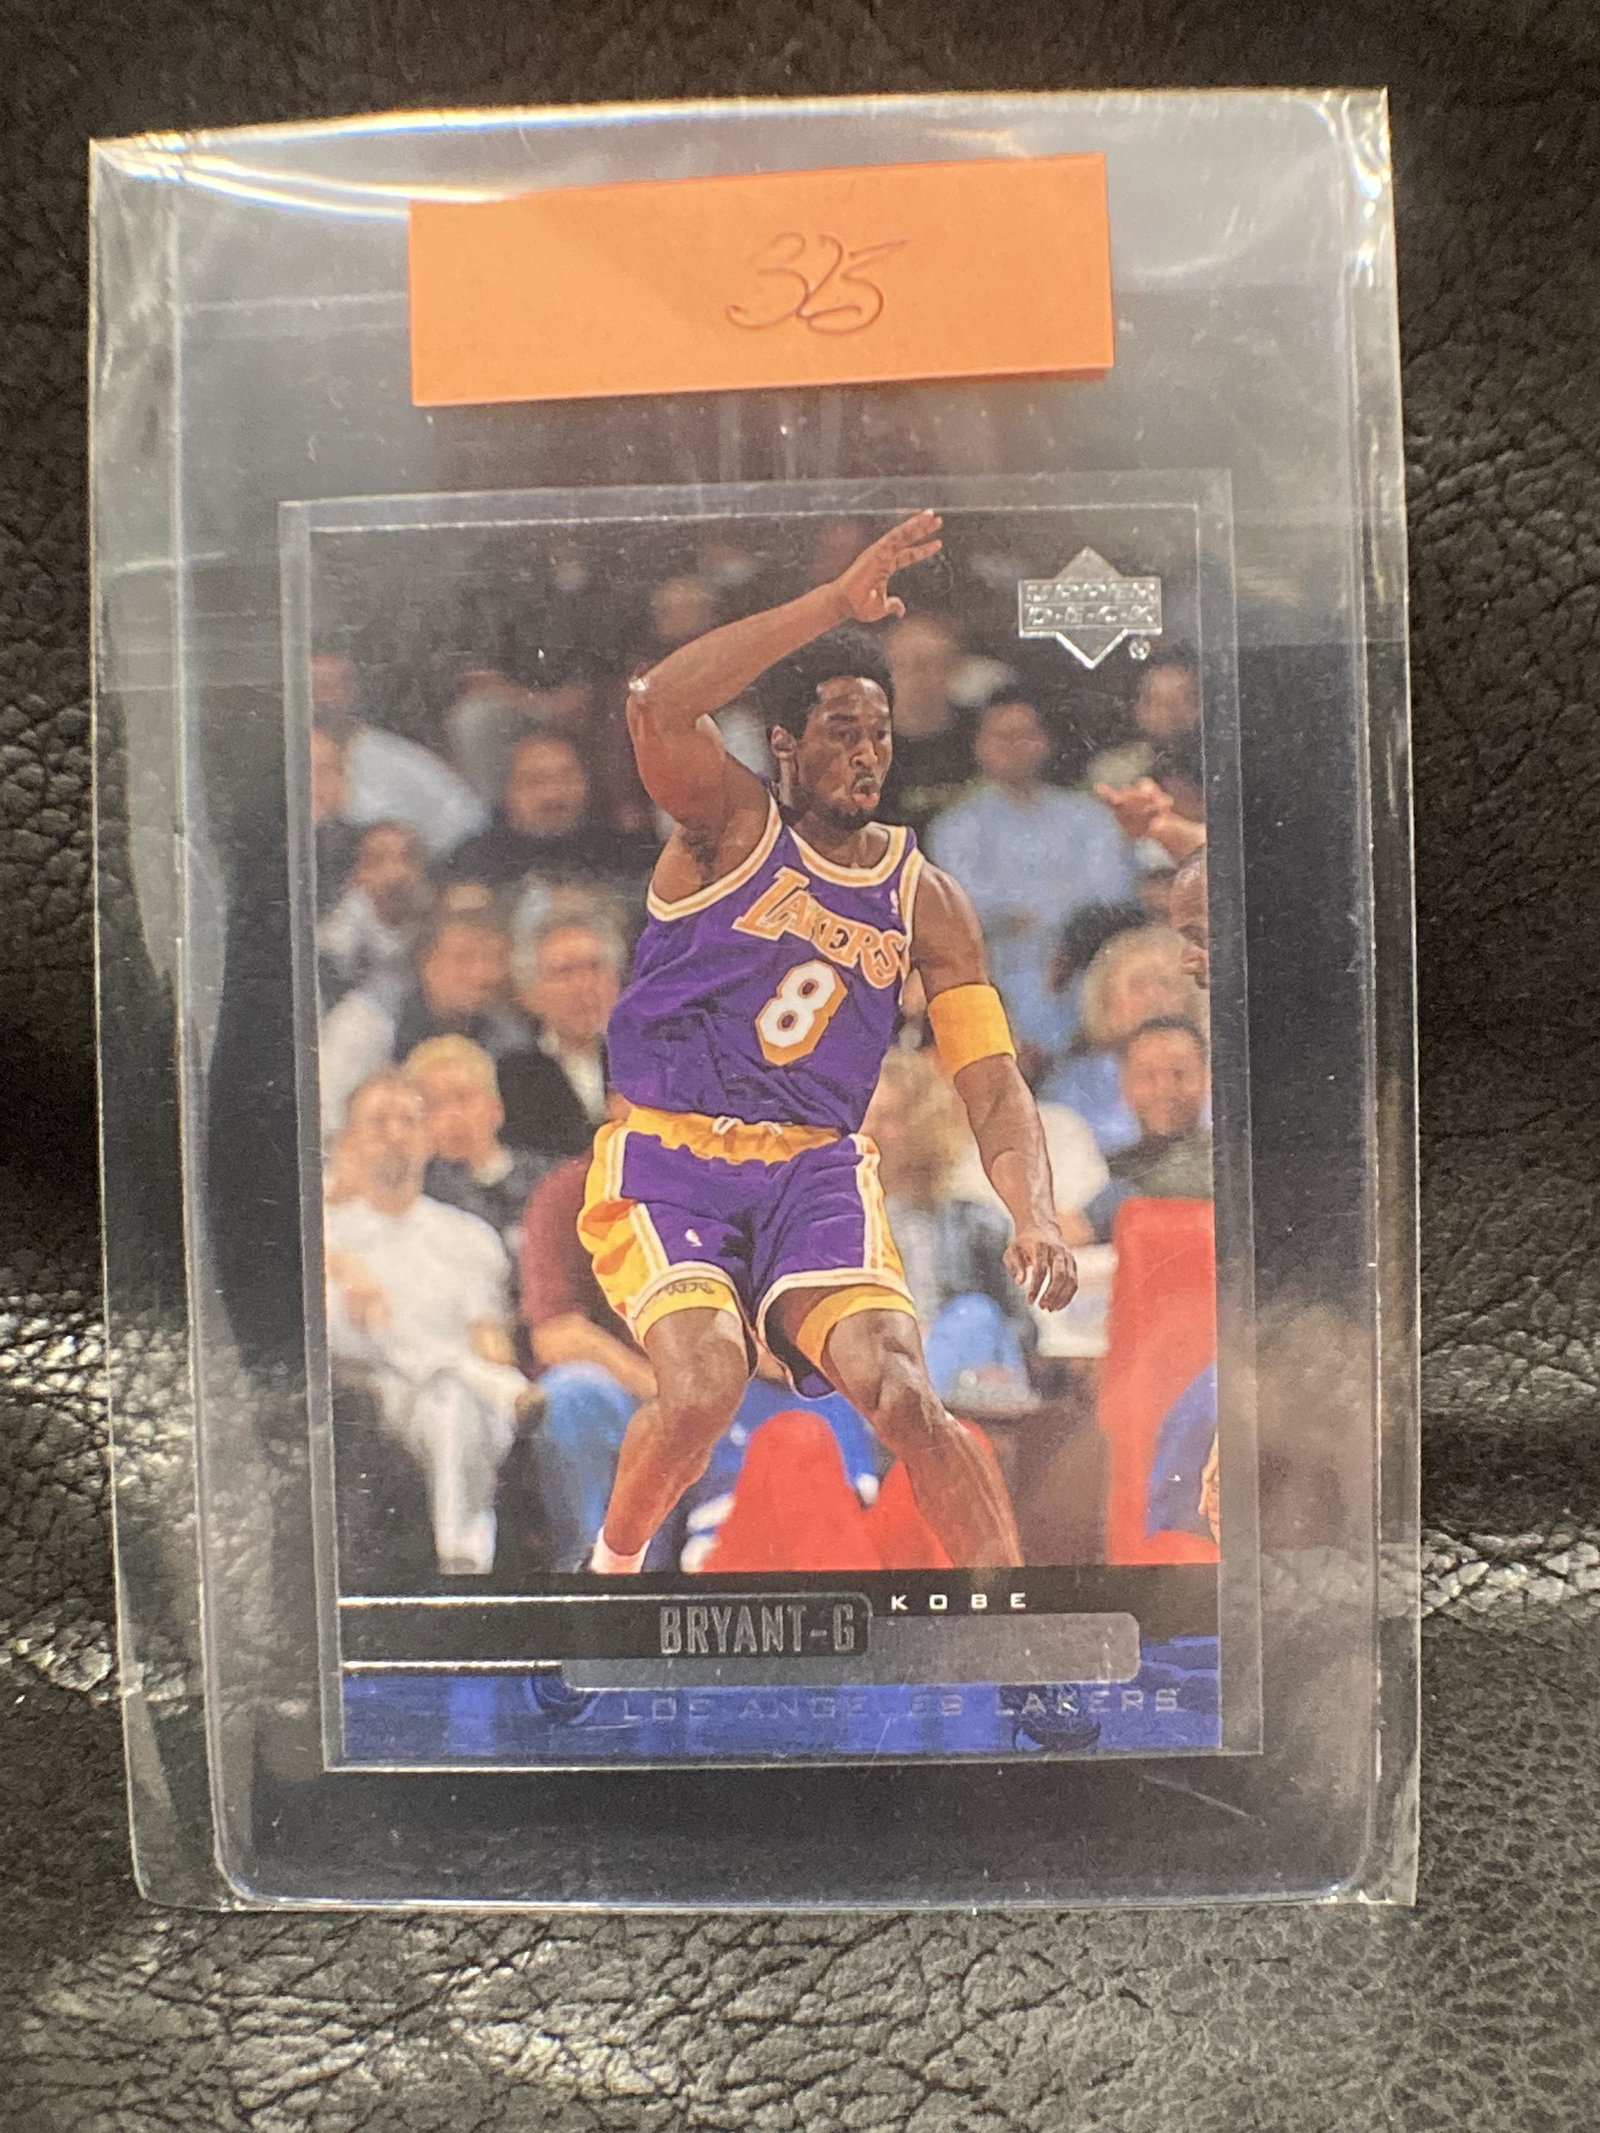 325
UPPER
DECK
®
LAKERS
8
KOBE
BRYANT-G
LOS ANGELES LAKERS